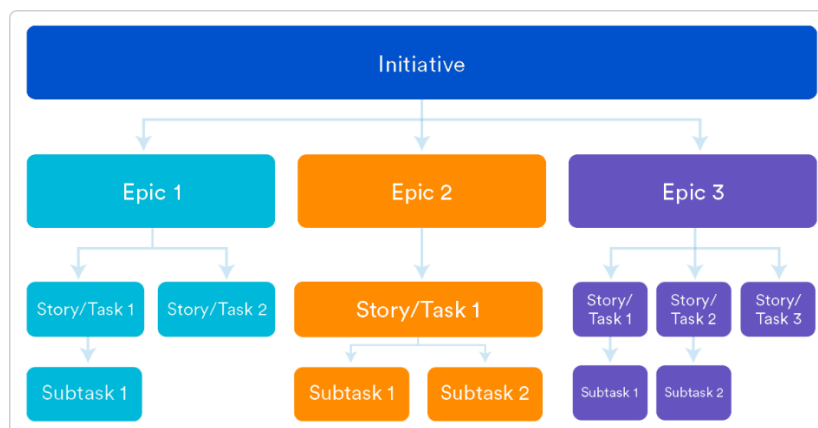 Initiative
Epic 1
Epic 2
Epic 3
Story/Task 1
Story/Task 2
Story/Task 1
Story/
Task 1
Story/
Task 2
Story/
Task 3
Subtask 1
Subtask 1
Subtask 2
Subtask 1
Subtask 2